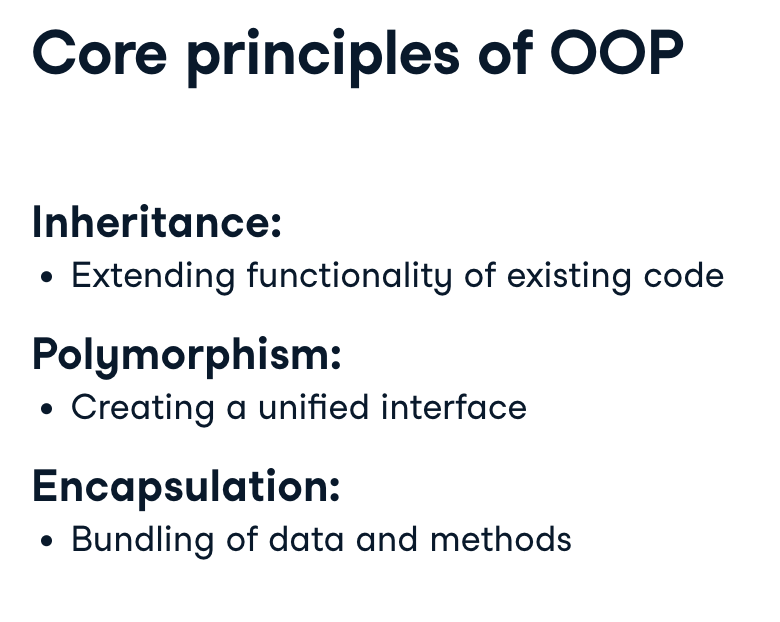 Core principles of OOP
Inheritance:
• Extending functionality of existing code
Polymorphism:
• Creating a unified interface
Encapsulation:
• Bundling of data and methods